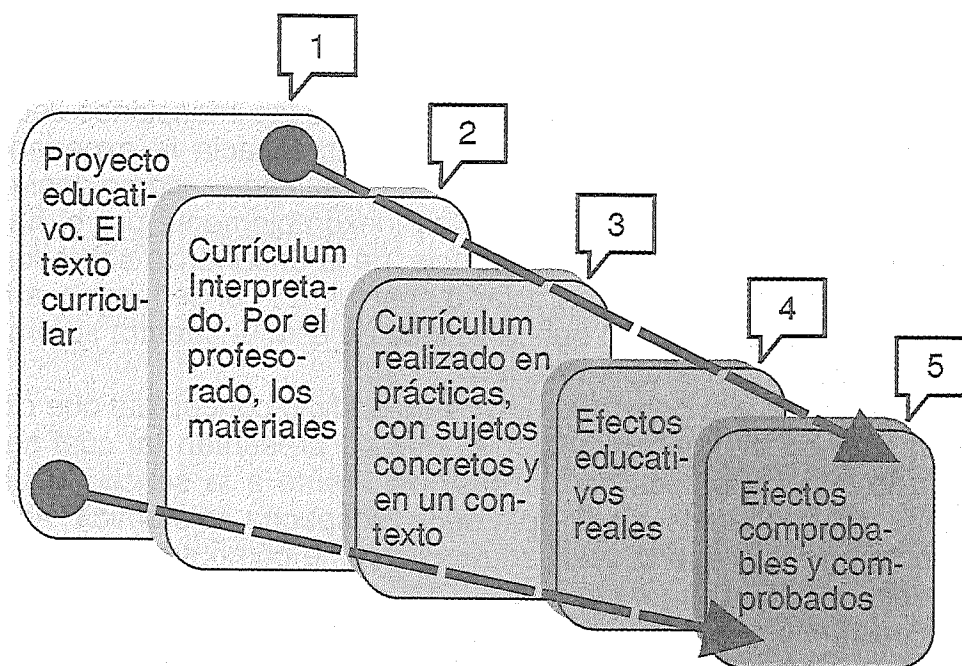 1
Proyecto
educati-
vo. El
texto
curricu-
lar
2
Currículum
Interpreta-
do. Por el
profeso-
rado, los
materiales
3
Currículum
realizado en
prácticas,
con sujetos
concretos y
en un con-
texto
4
Efectos
educati-
vos
reales
5
Efectos
comproba-
bles y com-
probados